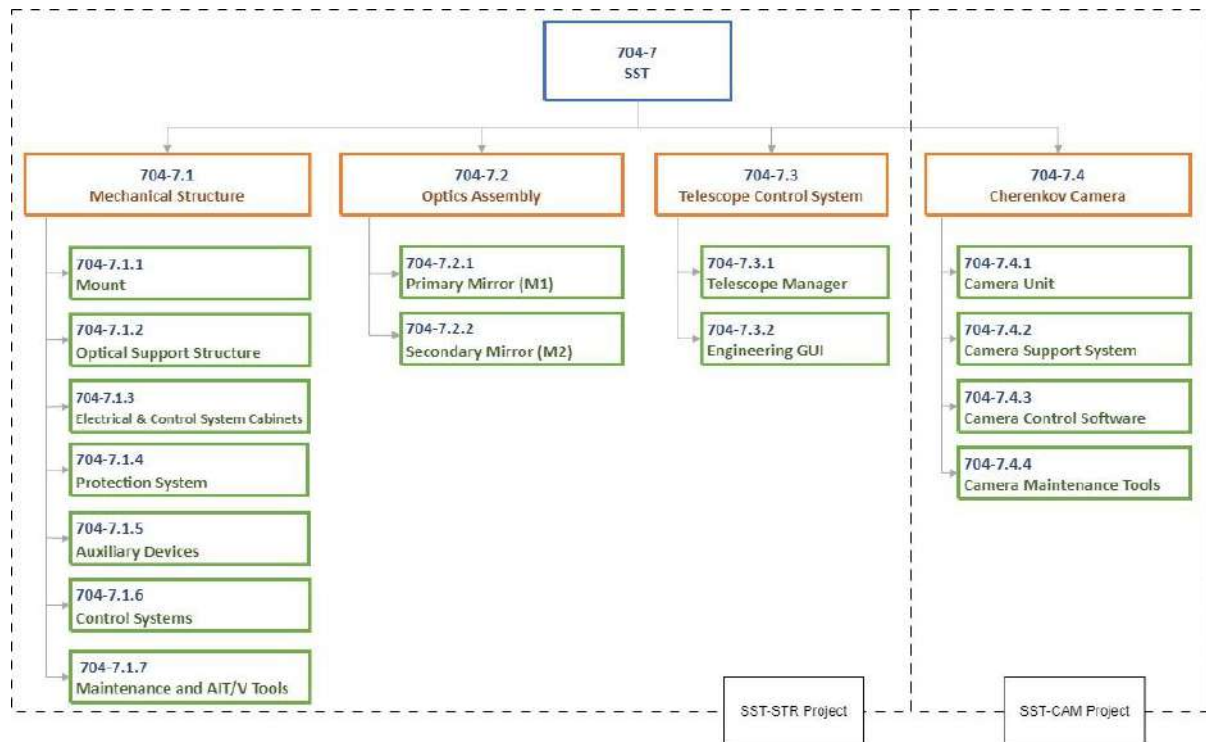 704-7
SST
704-7.1
Mechanical Structure
704-7.1.1
Mount
704-7.1.2
Optical Support Structure
704-7.1.3
Electrical & Control System Cabinets
704-7.1.4
Protection System
704-7.1.5
Auxiliary Devices
704-7.1.6
Control Systems
704-7.1.7
Maintenance and AIT/V Tools
704-7.2
Optics Assembly
704-7.2.1
Primary Mirror (M1)
704-7.2.2
Secondary Mirror (M2)
704-7.3
Telescope Control System
704-7.3.1
Telescope Manager
704-7.3.2
Engineering GUI
704-7.4
Cherenkov Camera
704-7.4.1
Camera Unit
704-7.4.2
Camera Support System
704-7.4.3
Camera Control Software
704-7.4.4
Camera Maintenance Tools
SST-STR Project
SST-CAM Project